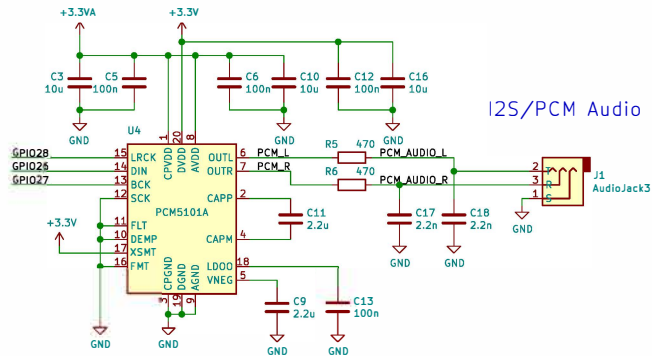 +3.3VA
+3.3V
C3
10u
C5
100n
C6
100n
C10
10u
C12
100n
C16
10u
GND
GND
GND
GND
I2S/PCM Audio
U4
1
20
8
CPVDD
DVDD
AVDD
GPIO28
15
LRCK
GPIO26
14
DIN
GPIO27
13
BCK
12
SCK
PCM5101A
11
FLT
10
DEMP
+3.3V
17
XSMT
16
FMT
OUTL
6
PCM_L
R5
470
PCM_AUDIO_L
OUTR
7
PCM_R
R6
470
PCM_AUDIO_R
CAPP
2
C11
2.2u
CAPM
4
LDOO
18
VNEG
5
CPGND
DGND
AGND
3
19
9
C17
2.2n
C18
2.2n
2
T
3
R
1
S
J1
AudioJack3
GND
GND
GND
C9
2.2u
C13
100n
GND
GND
GND
GND